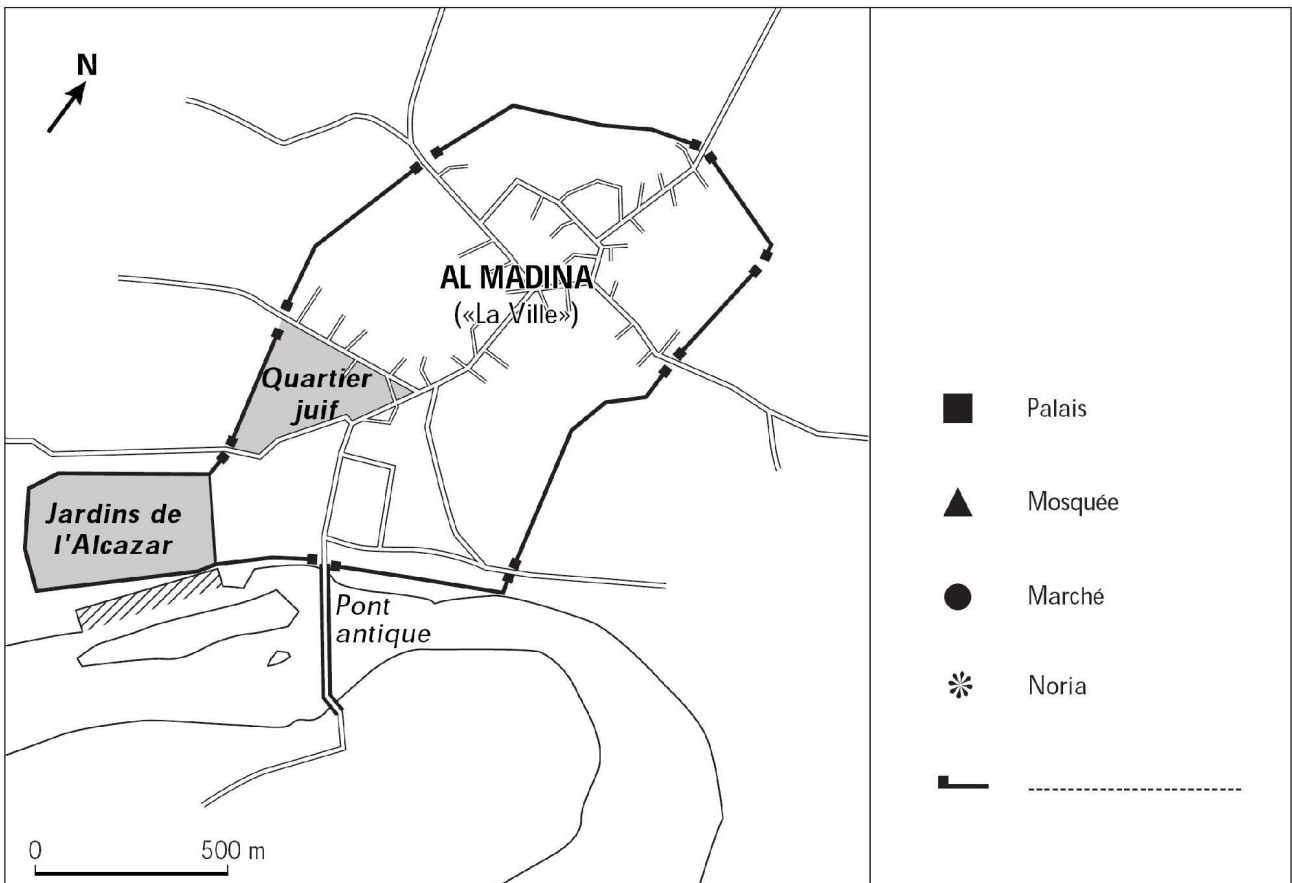 N
AL MADINA
(«La Ville»)
Quartier
juif
Jardins de
l'Alcazar
Pont
antique
0 500 m
Palais
Mosquée
Marché
Noria